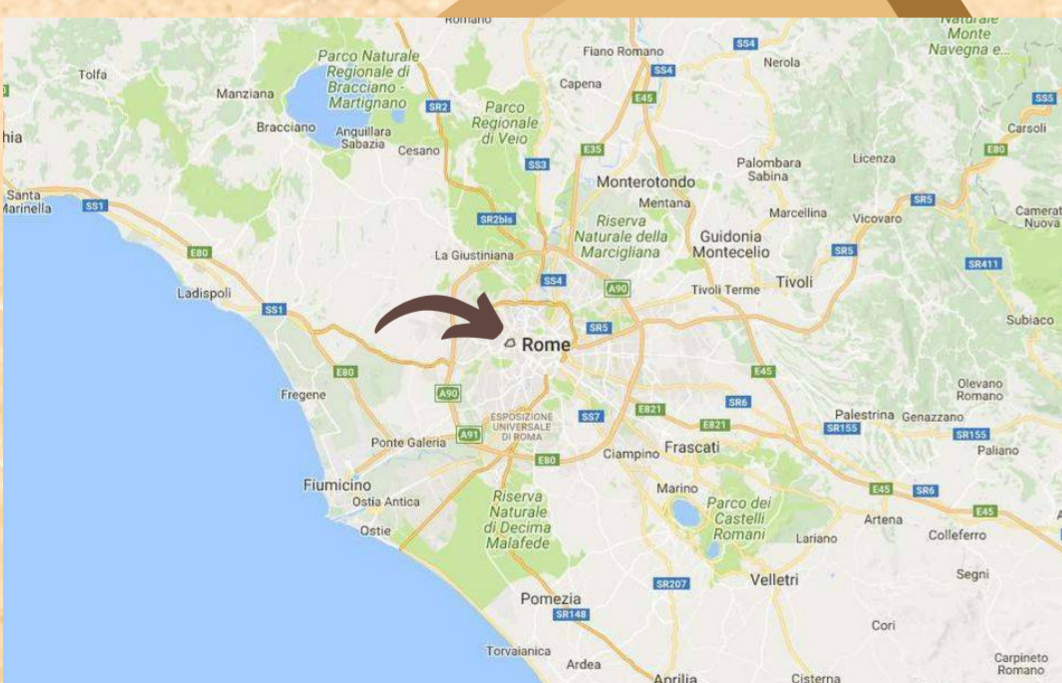 Romano
Naturale
Monte
Navegna e...
SS4
Fiano Romano
Nerola
Parco Naturale
Regionale di
Bracciano -
Martignano
SS4
Tolfa
Capena
Manziana
E45
SS5
SR2
Parco
Regionale
di Veio
Bracciano
Anguillara
Sabazia
Carsoli
hia
Cesano
E35
E80
SS3
Palombara
Sabina
Licenza
Monterotondo
Santa
Marinella
SS1
Mentana
SR5
SR2bis
Riserva
Naturale della
Marcigliana
Marcellina
Vicovaro
Camerat
Nuova
Guidonia
Montecelio
E80
La Giustiniana
SR5
SR411
SS4
A90
Tivoli Terme
Tivoli
Ladispoli
SS1
Subiaco
SR5
Rome
E80
E45
Olevano
Romano
Fregene
A90
SR6
ESPOSIZIONE
UNIVERSALE
DI ROMA
SS7
E821
E821
Palestrina
Genazzano
SR155
SR155
Ponte Galeria
A91
Frascati
Paliano
E80
Ciampino
Fiumicino
Marino
E45
SR6
Ostia Antica
Riserva
Naturale
di Decima
Malafede
Parco dei
Castelli
Romani
E45
Artena
Ostie
Lariano
Colleferro
SR207
Velletri
Segni
Pomezia
SR148
Cori
Torvaianica
Ardea
Carpineto
Romano
Aprilia
Cisterna